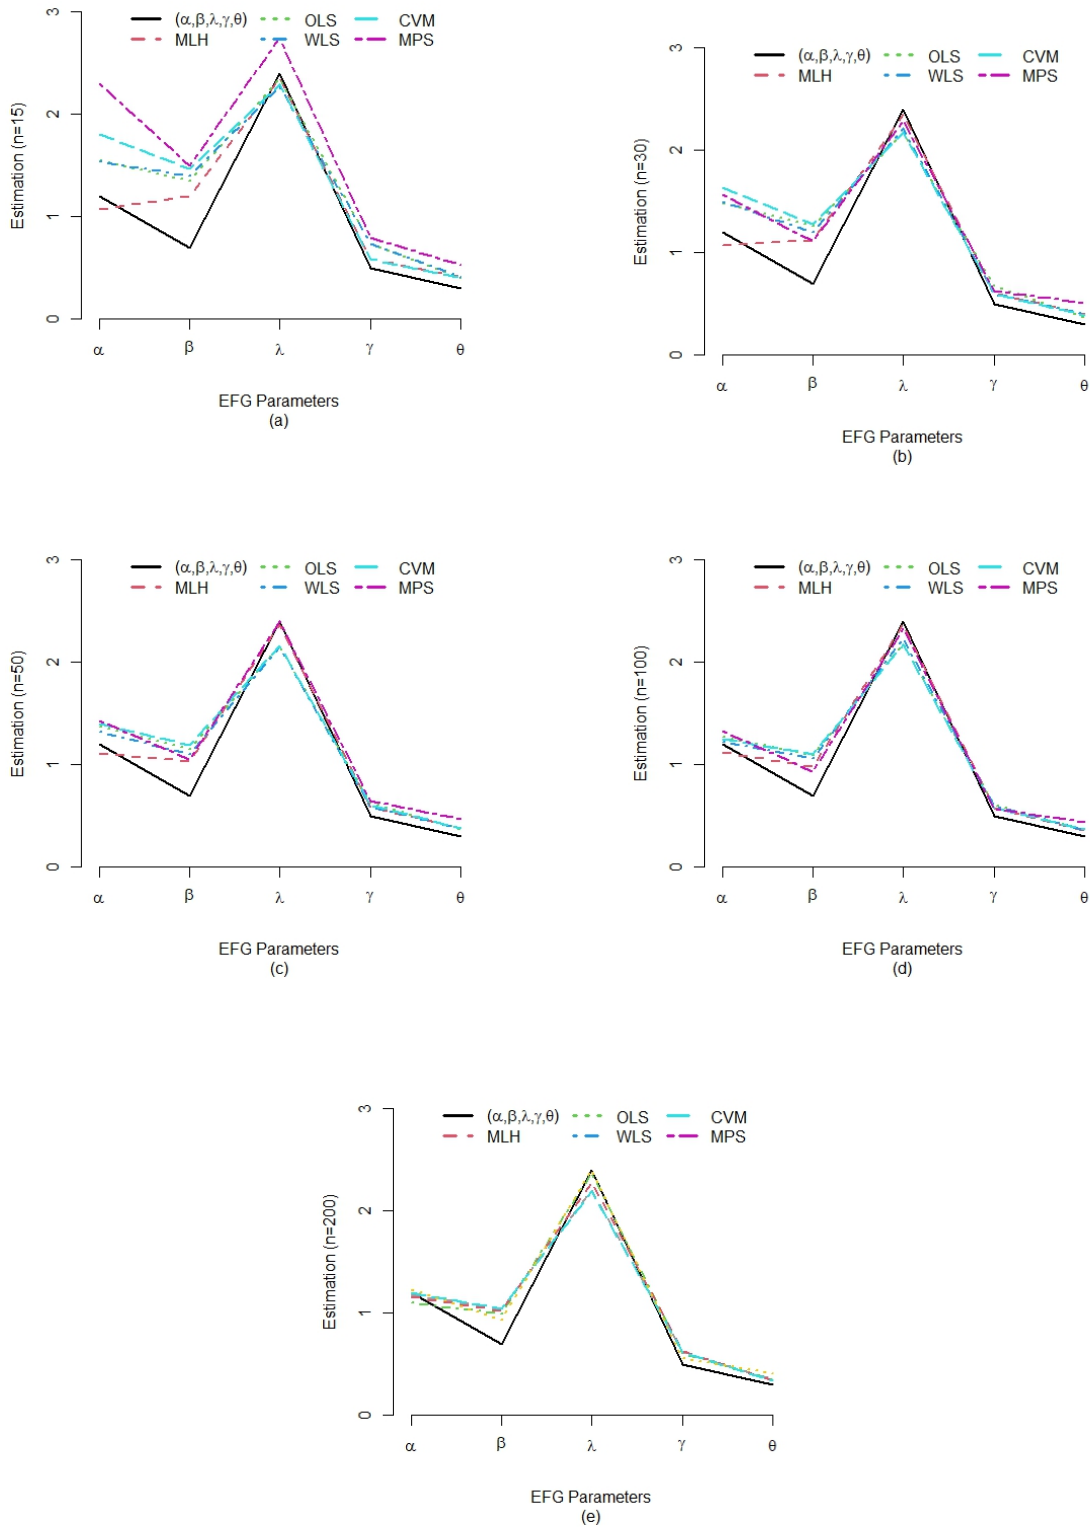 (α,β,λ,γ,θ) OLS CVM
MLH WLS MPS
Estimation (n=15)
0 1 2 3
α β λ γ θ
EFG Parameters
(a)
(α,β,λ,γ,θ) OLS CVM
MLH WLS MPS
Estimation (n=30)
0 1 2 3
α β λ γ θ
EFG Parameters
(b)
(α,β,λ,γ,θ) OLS CVM
MLH WLS MPS
Estimation (n=50)
0 1 2 3
α β λ γ θ
EFG Parameters
(c)
(α,β,λ,γ,θ) OLS CVM
MLH WLS MPS
Estimation (n=100)
0 1 2 3
α β λ γ θ
EFG Parameters
(d)
(α,β,λ,γ,θ) OLS CVM
MLH WLS MPS
Estimation (n=200)
0 1 2 3
α β λ γ θ
EFG Parameters
(e)